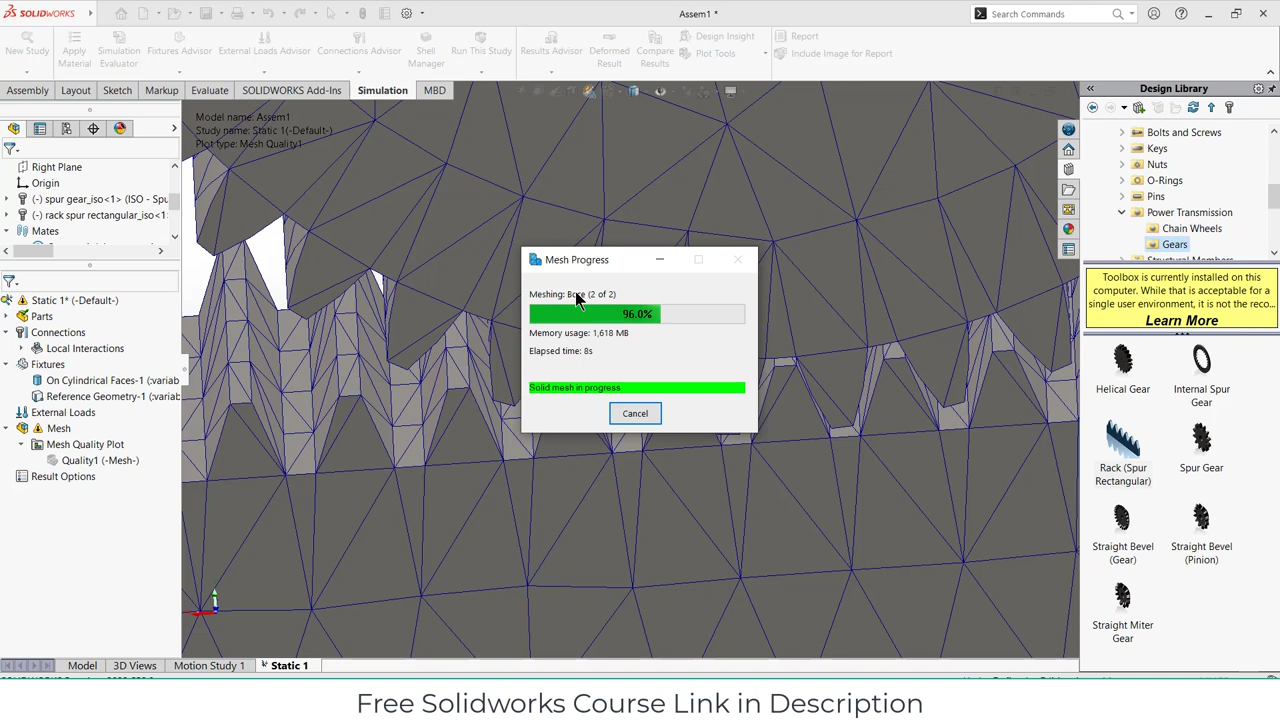 SOLIDWORKS
Assem1 *
Search Commands
New Study
Apply Material
Simulation Evaluator
Fixtures Advisor
External Loads Advisor
Connections Advisor
Shell Manager
Run This Study
Results Advisor
Deformed Result
Compare Results
Design Insight
Plot Tools
Report
Include Image for Report
Assembly
Layout
Sketch
Markup
Evaluate
SOLIDWORKS Add-Ins
Simulation
MBD
Right Plane
Origin
(-) spur gear_iso<1> (ISO - Spu
(-) rack spur rectangular_iso<1>
Mates
Static 1* (-Default-)
Parts
Connections
Local Interactions
Fixtures
On Cylindrical Faces-1 (:variab
Reference Geometry-1 (:variab
External Loads
Mesh
Mesh Quality Plot
Quality1 (-Mesh-)
Result Options
Model name: Assem1
Study name: Static 1(-Default-)
Plot type: Mesh Quality1
Mesh Progress
Meshing: Bore (2 of 2)
96.0%
Memory usage: 1,618 MB
Elapsed time: 8s
Solid mesh in progress
Cancel
Design Library
Bolts and Screws
Keys
Nuts
O-Rings
Pins
Power Transmission
Chain Wheels
Gears
Structural Members
Toolbox is currently installed on this
computer. While that is acceptable for a
single user environment, it is not the reco...
Learn More
Helical Gear
Internal Spur Gear
Rack (Spur Rectangular)
Spur Gear
Straight Bevel (Gear)
Straight Bevel (Pinion)
Straight Miter Gear
Model
3D Views
Motion Study 1
Static 1
Free Solidworks Course Link in Description